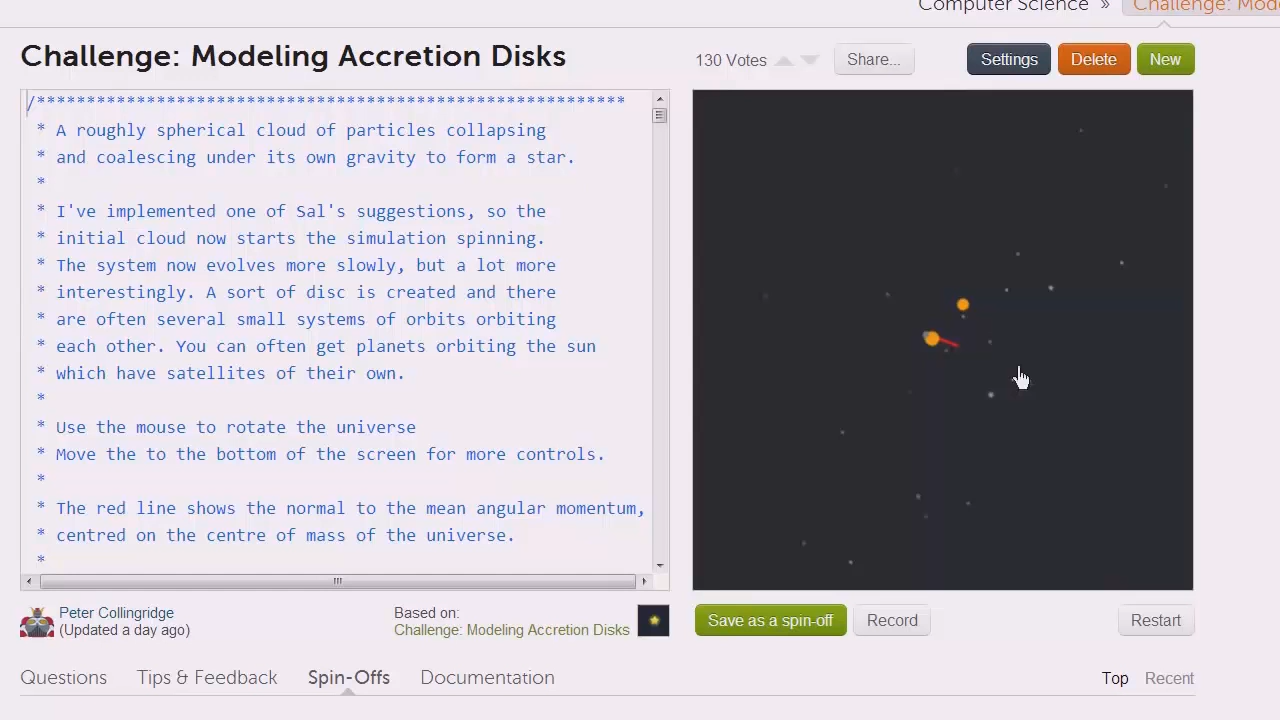 Computer Science »
Challenge: Mod
Challenge: Modeling Accretion Disks
130 Votes
Share...
Settings
Delete
New
/***********************************************************
* A roughly spherical cloud of particles collapsing
* and coalescing under its own gravity to form a star.
*
* I've implemented one of Sal's suggestions, so the
* initial cloud now starts the simulation spinning.
* The system now evolves more slowly, but a lot more
* interestingly. A sort of disc is created and there
* are often several small systems of orbits orbiting
* each other. You can often get planets orbiting the sun
* which have satellites of their own.
*
* Use the mouse to rotate the universe
* Move the to the bottom of the screen for more controls.
*
* The red line shows the normal to the mean angular momentum,
* centred on the centre of mass of the universe.
*
Peter Collingridge
(Updated a day ago)
Based on:
Challenge: Modeling Accretion Disks
Save as a spin-off
Record
Restart
Questions
Tips & Feedback
Spin-Offs
Documentation
Top
Recent